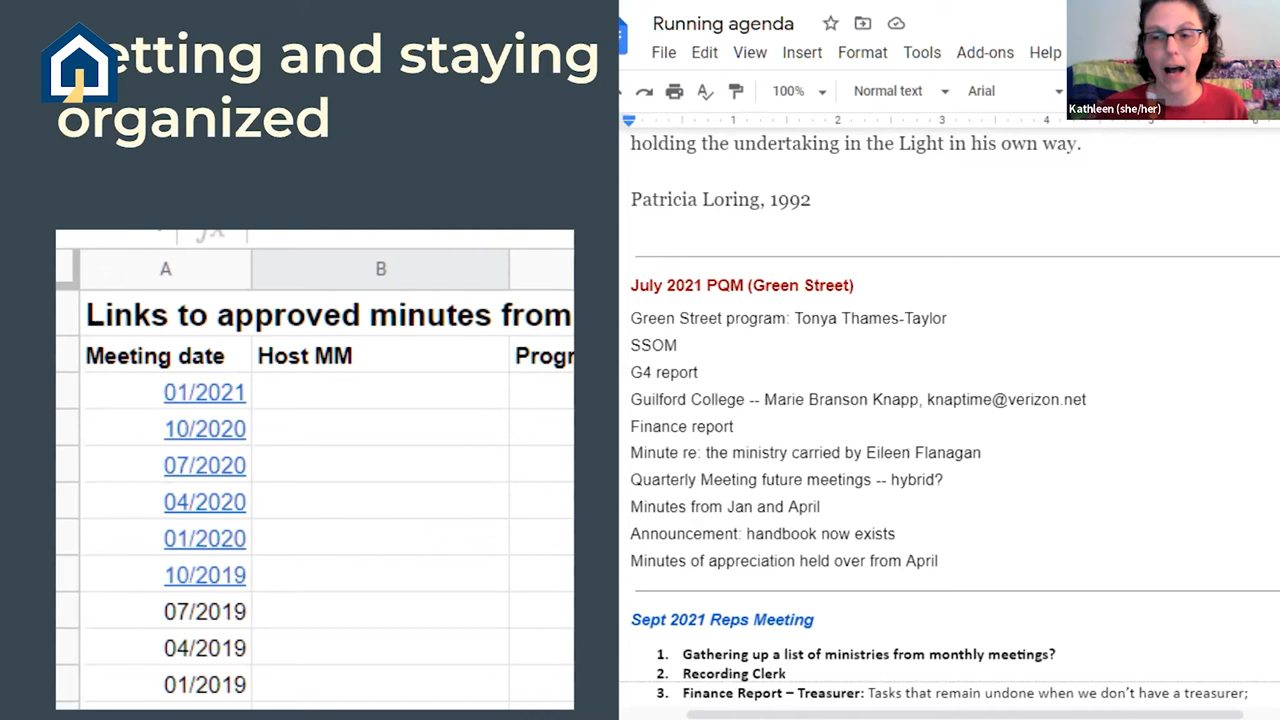 etting and staying
organized
A B
Links to approved minutes from
Meeting date Host MM Progr
01/2021
10/2020
07/2020
04/2020
01/2020
10/2019
07/2019
04/2019
01/2019
Running agenda
File Edit View Insert Format Tools Add-ons Help
100% Normal text Arial
1 2 3 4
Kathleen (she/her)
holding the undertaking in the Light in his own way.
Patricia Loring, 1992
July 2021 PQM (Green Street)
Green Street program: Tonya Thames-Taylor
SSOM
G4 report
Guilford College -- Marie Branson Knapp, knaptime@verizon.net
Finance report
Minute re: the ministry carried by Eileen Flanagan
Quarterly Meeting future meetings -- hybrid?
Minutes from Jan and April
Announcement: handbook now exists
Minutes of appreciation held over from April
Sept 2021 Reps Meeting
1. Gathering up a list of ministries from monthly meetings?
2. Recording Clerk
3. Finance Report – Treasurer: Tasks that remain undone when we don't have a treasurer;